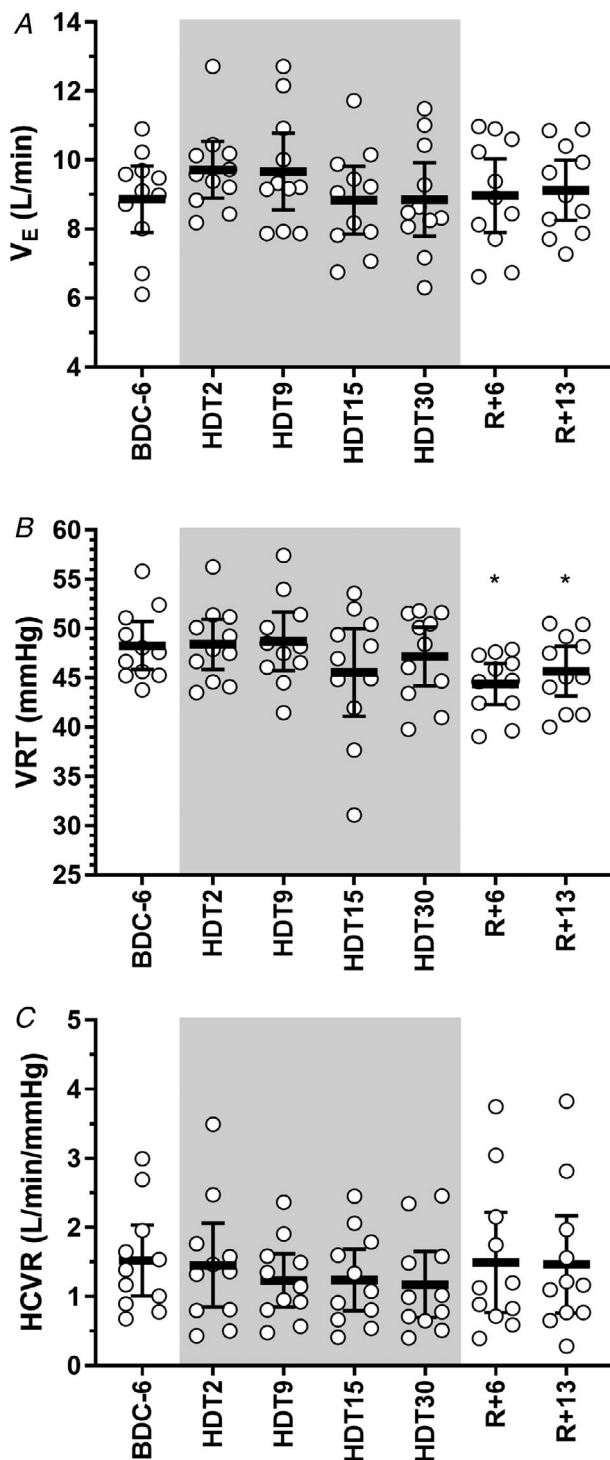 A
V_E (L/min)
14
12
10
8
6
4
BDC-6
HDT2
HDT9
HDT15
HDT30
R+6
R+13
B
VRT (mmHg)
60
55
50
45
40
35
30
25
* *
BDC-6
HDT2
HDT9
HDT15
HDT30
R+6
R+13
C
HCVR (L/min/mmHg)
5
4
3
2
1
0
BDC-6
HDT2
HDT9
HDT15
HDT30
R+6
R+13